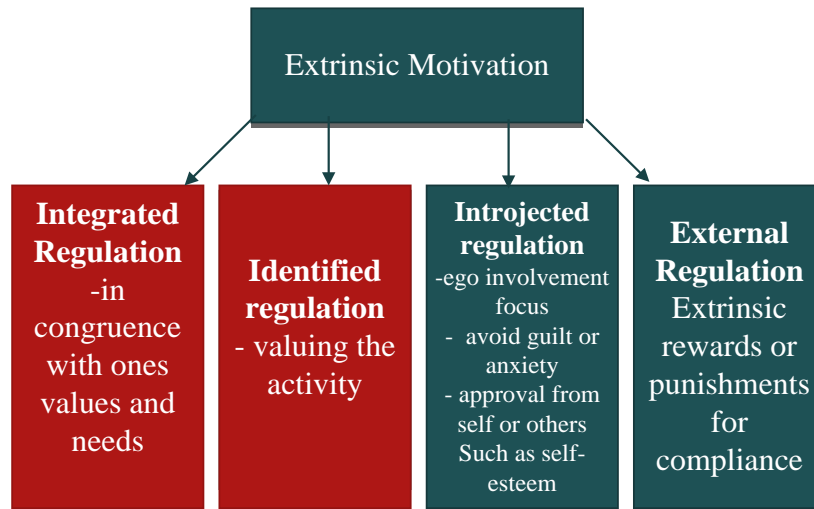 Extrinsic Motivation
Integrated
Regulation
-in
congruence
with ones
values and
needs
Identified
regulation
- valuing the
activity
Introjected
regulation
-ego involvement
focus
- avoid guilt or
anxiety
- approval from
self or others
Such as self-
esteem
External
Regulation
Extrinsic
rewards or
punishments
for
compliance